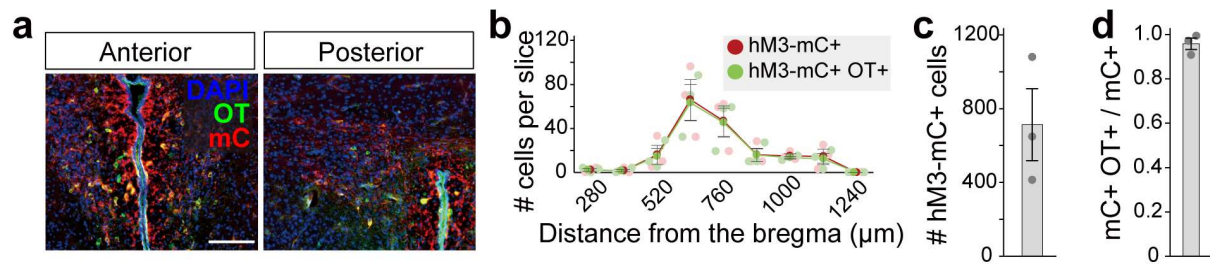 a
Anterior
Posterior
DAPI
OT
mC
b
# cells per slice
120
80
40
0
hM3-mC+
hM3-mC+ OT+
280
520
760
1000
1240
Distance from the bregma (µm)
c
# hM3-mC+ cells
1200
800
400
0
d
mC+ OT+ / mC+
1.0
0.8
0.6
0.4
0.2
0